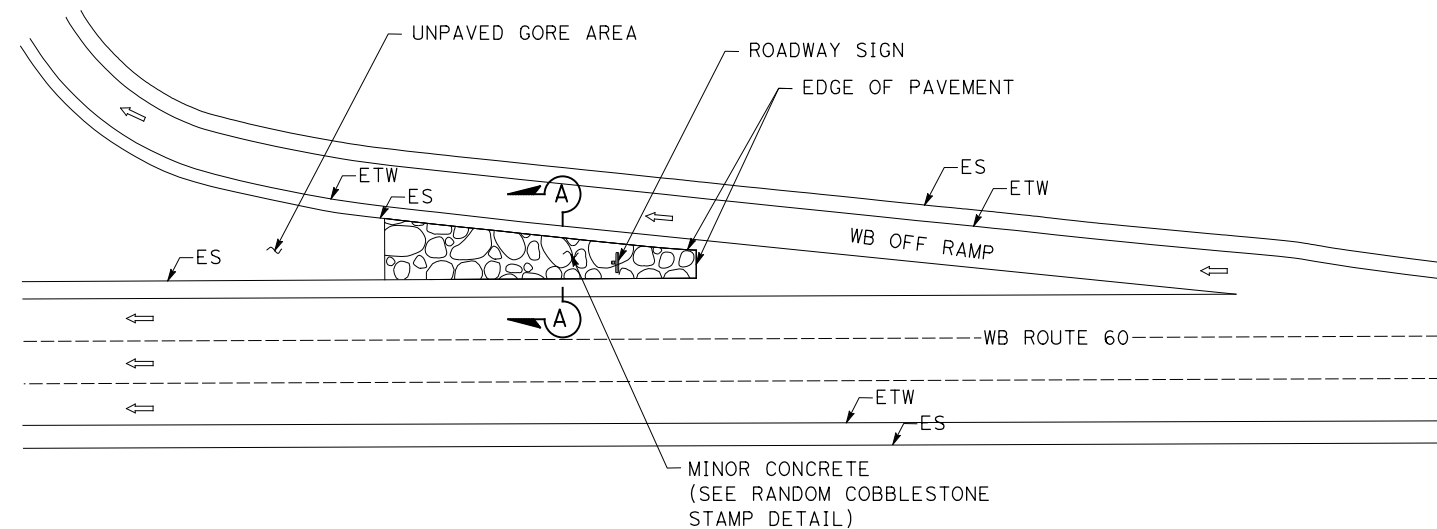 UNPAVED GORE AREA
ROADWAY SIGN
EDGE OF PAVEMENT
ES
ETW
ETW
ES
A
WB OFF RAMP
ES
A
WB ROUTE 60
ETW
ES
MINOR CONCRETE
(SEE RANDOM COBBLESTONE
STAMP DETAIL)